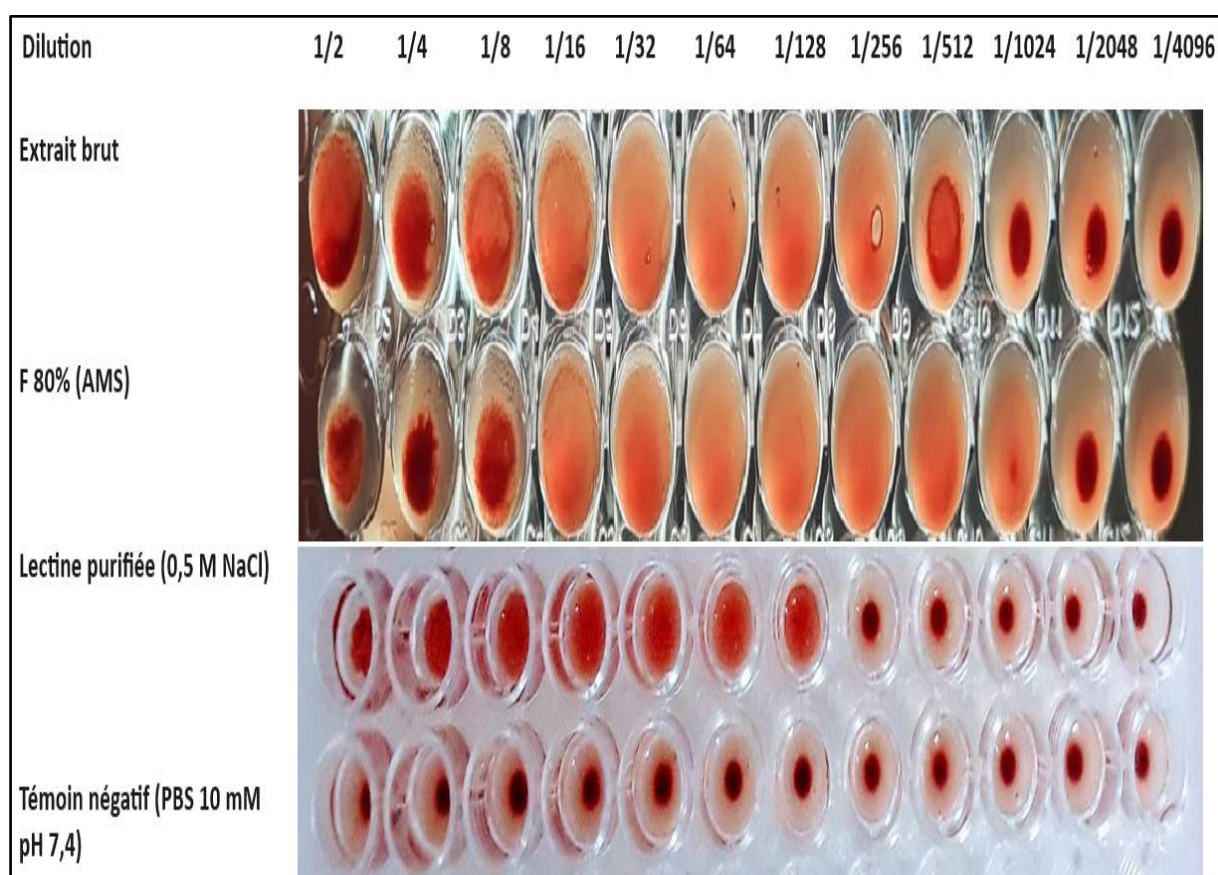 Dilution 1/2 1/4 1/8 1/16 1/32 1/64 1/128 1/256 1/512 1/1024 1/2048 1/4096
Extrait brut
F 80% (AMS)
Lectine purifiée (0,5 M NaCl)
Témoin négatif (PBS 10 mM
pH 7,4)